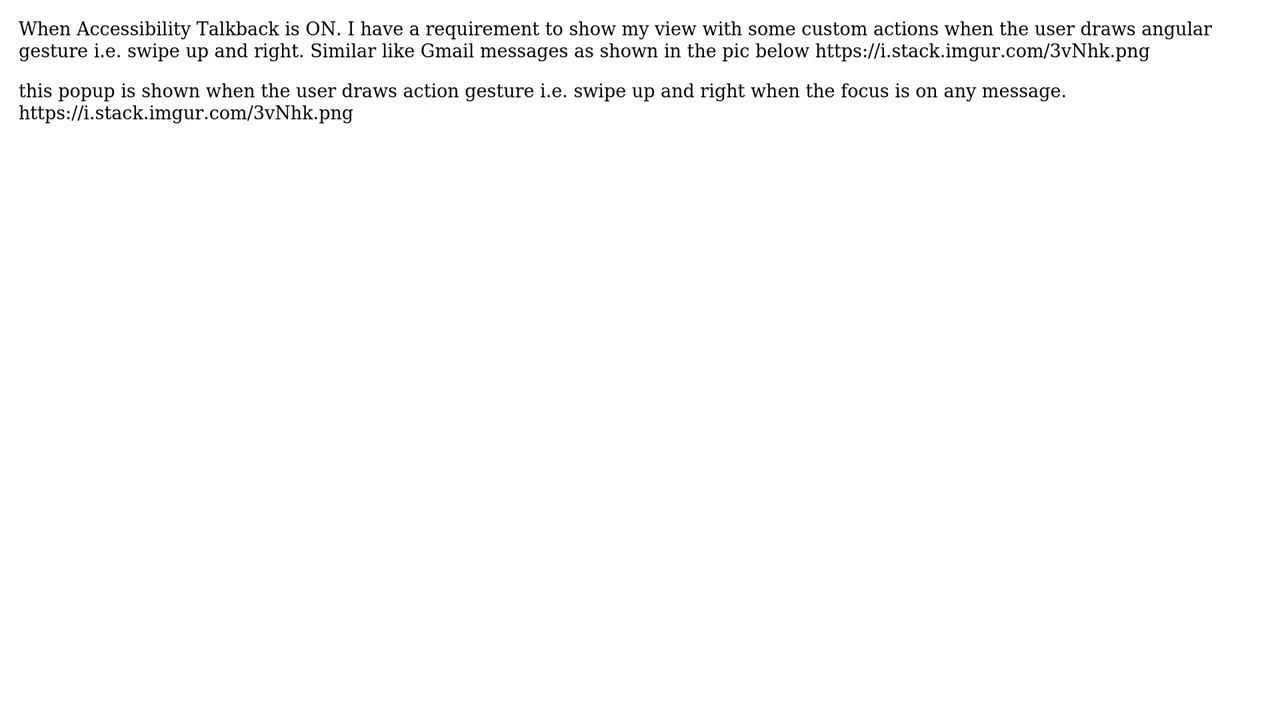 When Accessibility Talkback is ON. I have a requirement to show my view with some custom actions when the user draws angular
gesture i.e. swipe up and right. Similar like Gmail messages as shown in the pic below https://i.stack.imgur.com/3vNhk.png
this popup is shown when the user draws action gesture i.e. swipe up and right when the focus is on any message.
https://i.stack.imgur.com/3vNhk.png